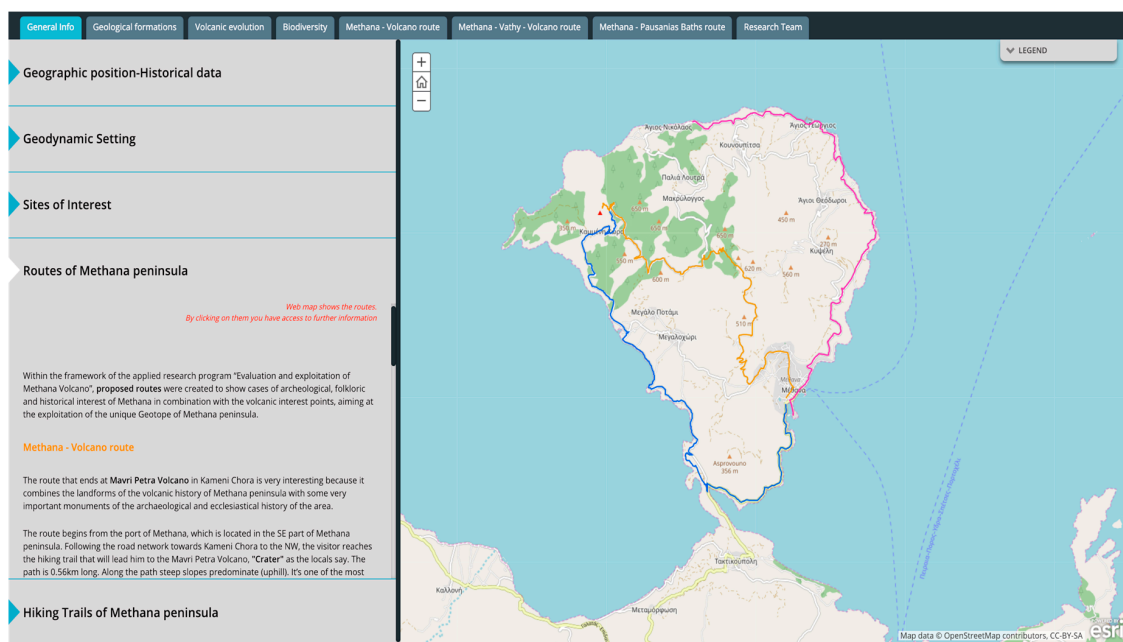 General Info
Geological formations
Volcanic evolution
Biodiversity
Methana - Volcano route
Methana - Vathy - Volcano route
Methana - Pausanias Baths route
Research Team
Geographic position-Historical data
Geodynamic Setting
Sites of Interest
Routes of Methana peninsula
Web map shows the routes.
By clicking on them you have access to further information
Within the framework of the applied research program "Evaluation and exploitation of
Methana Volcano", proposed routes were created to show cases of archeological, folkloric
and historical interest of Methana in combination with the volcanic interest points, aiming at
the exploitation of the unique Geotope of Methana peninsula.
Methana - Volcano route
The route that ends at Mavri Petra Volcano in Kameni Chora is very interesting because it
combines the landforms of the volcanic history of Methana peninsula with some very
important monuments of the archaeological and ecclesiastical history of the area.
The route begins from the port of Methana, which is located in the SE part of Methana
peninsula. Following the road network towards Kameni Chora to the NW, the visitor reaches
the hiking trail that will lead him to the Mavri Petra Volcano, "Crater" as the locals say. The
path is 0.56km long. Along the path steep slopes predominate (uphill). It's one of the most
Hiking Trails of Methana peninsula
+
−
LEGEND
Άγιος Νικόλαος
Άγιος Γεώργιος
Κουνουπίτσα
Παλιά Λουτρά
Μακρύλογγος
Άγιοι Θεόδωροι
450 m
270 m
Κυψέλη
620 m
560 m
600 m
Μεγάλο Ποτάμι
510 m
Μεγαλοχώρι
Μέθανα
Asprovouno
356 m
Τακτικούπολη
Καλλονή
Μεταμόρφωση
Map data © OpenStreetMap contributors, CC-BY-SA
esri